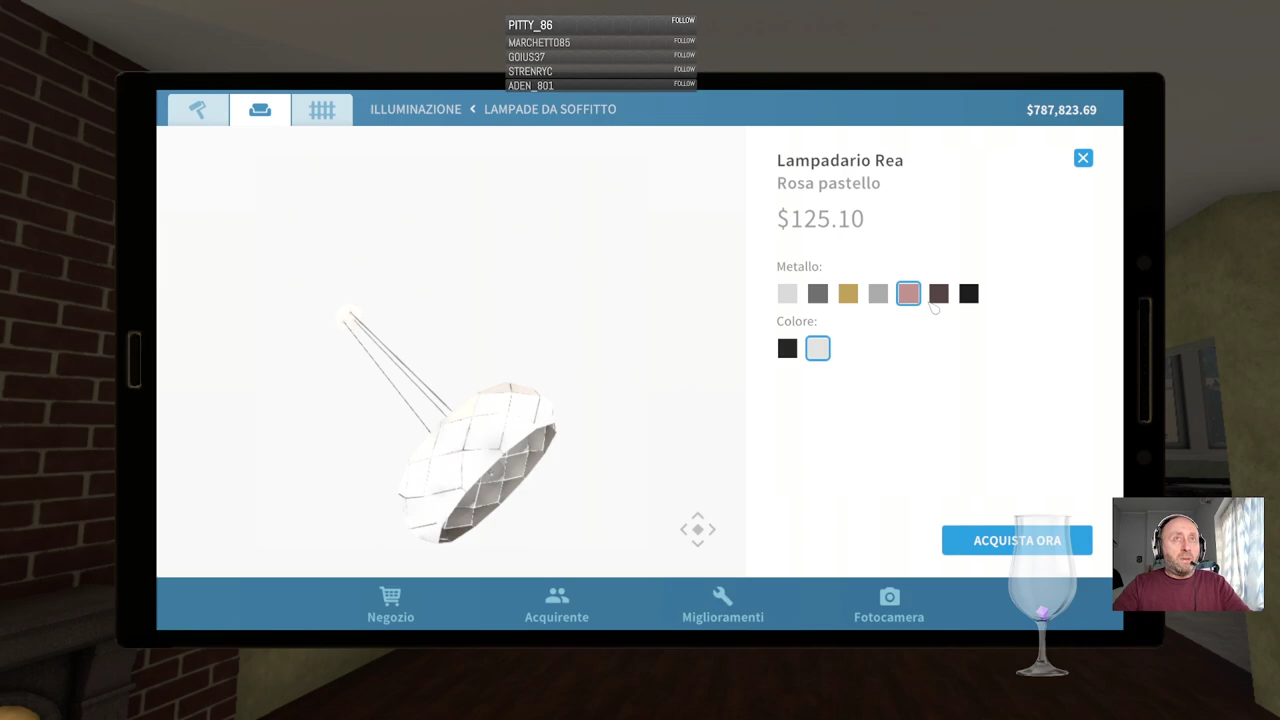 PITTY_86 FOLLOW
MARCHETTO85 FOLLOW
GOIUS37 FOLLOW
STRENRYC FOLLOW
ADEN_801 FOLLOW
ILLUMINAZIONE < LAMPADE DA SOFFITTO
$787,823.69
Lampadario Rea
Rosa pastello
$125.10
Metallo:
Colore:
ACQUISTA ORA
Negozio
Acquirente
Miglioramenti
Fotocamera